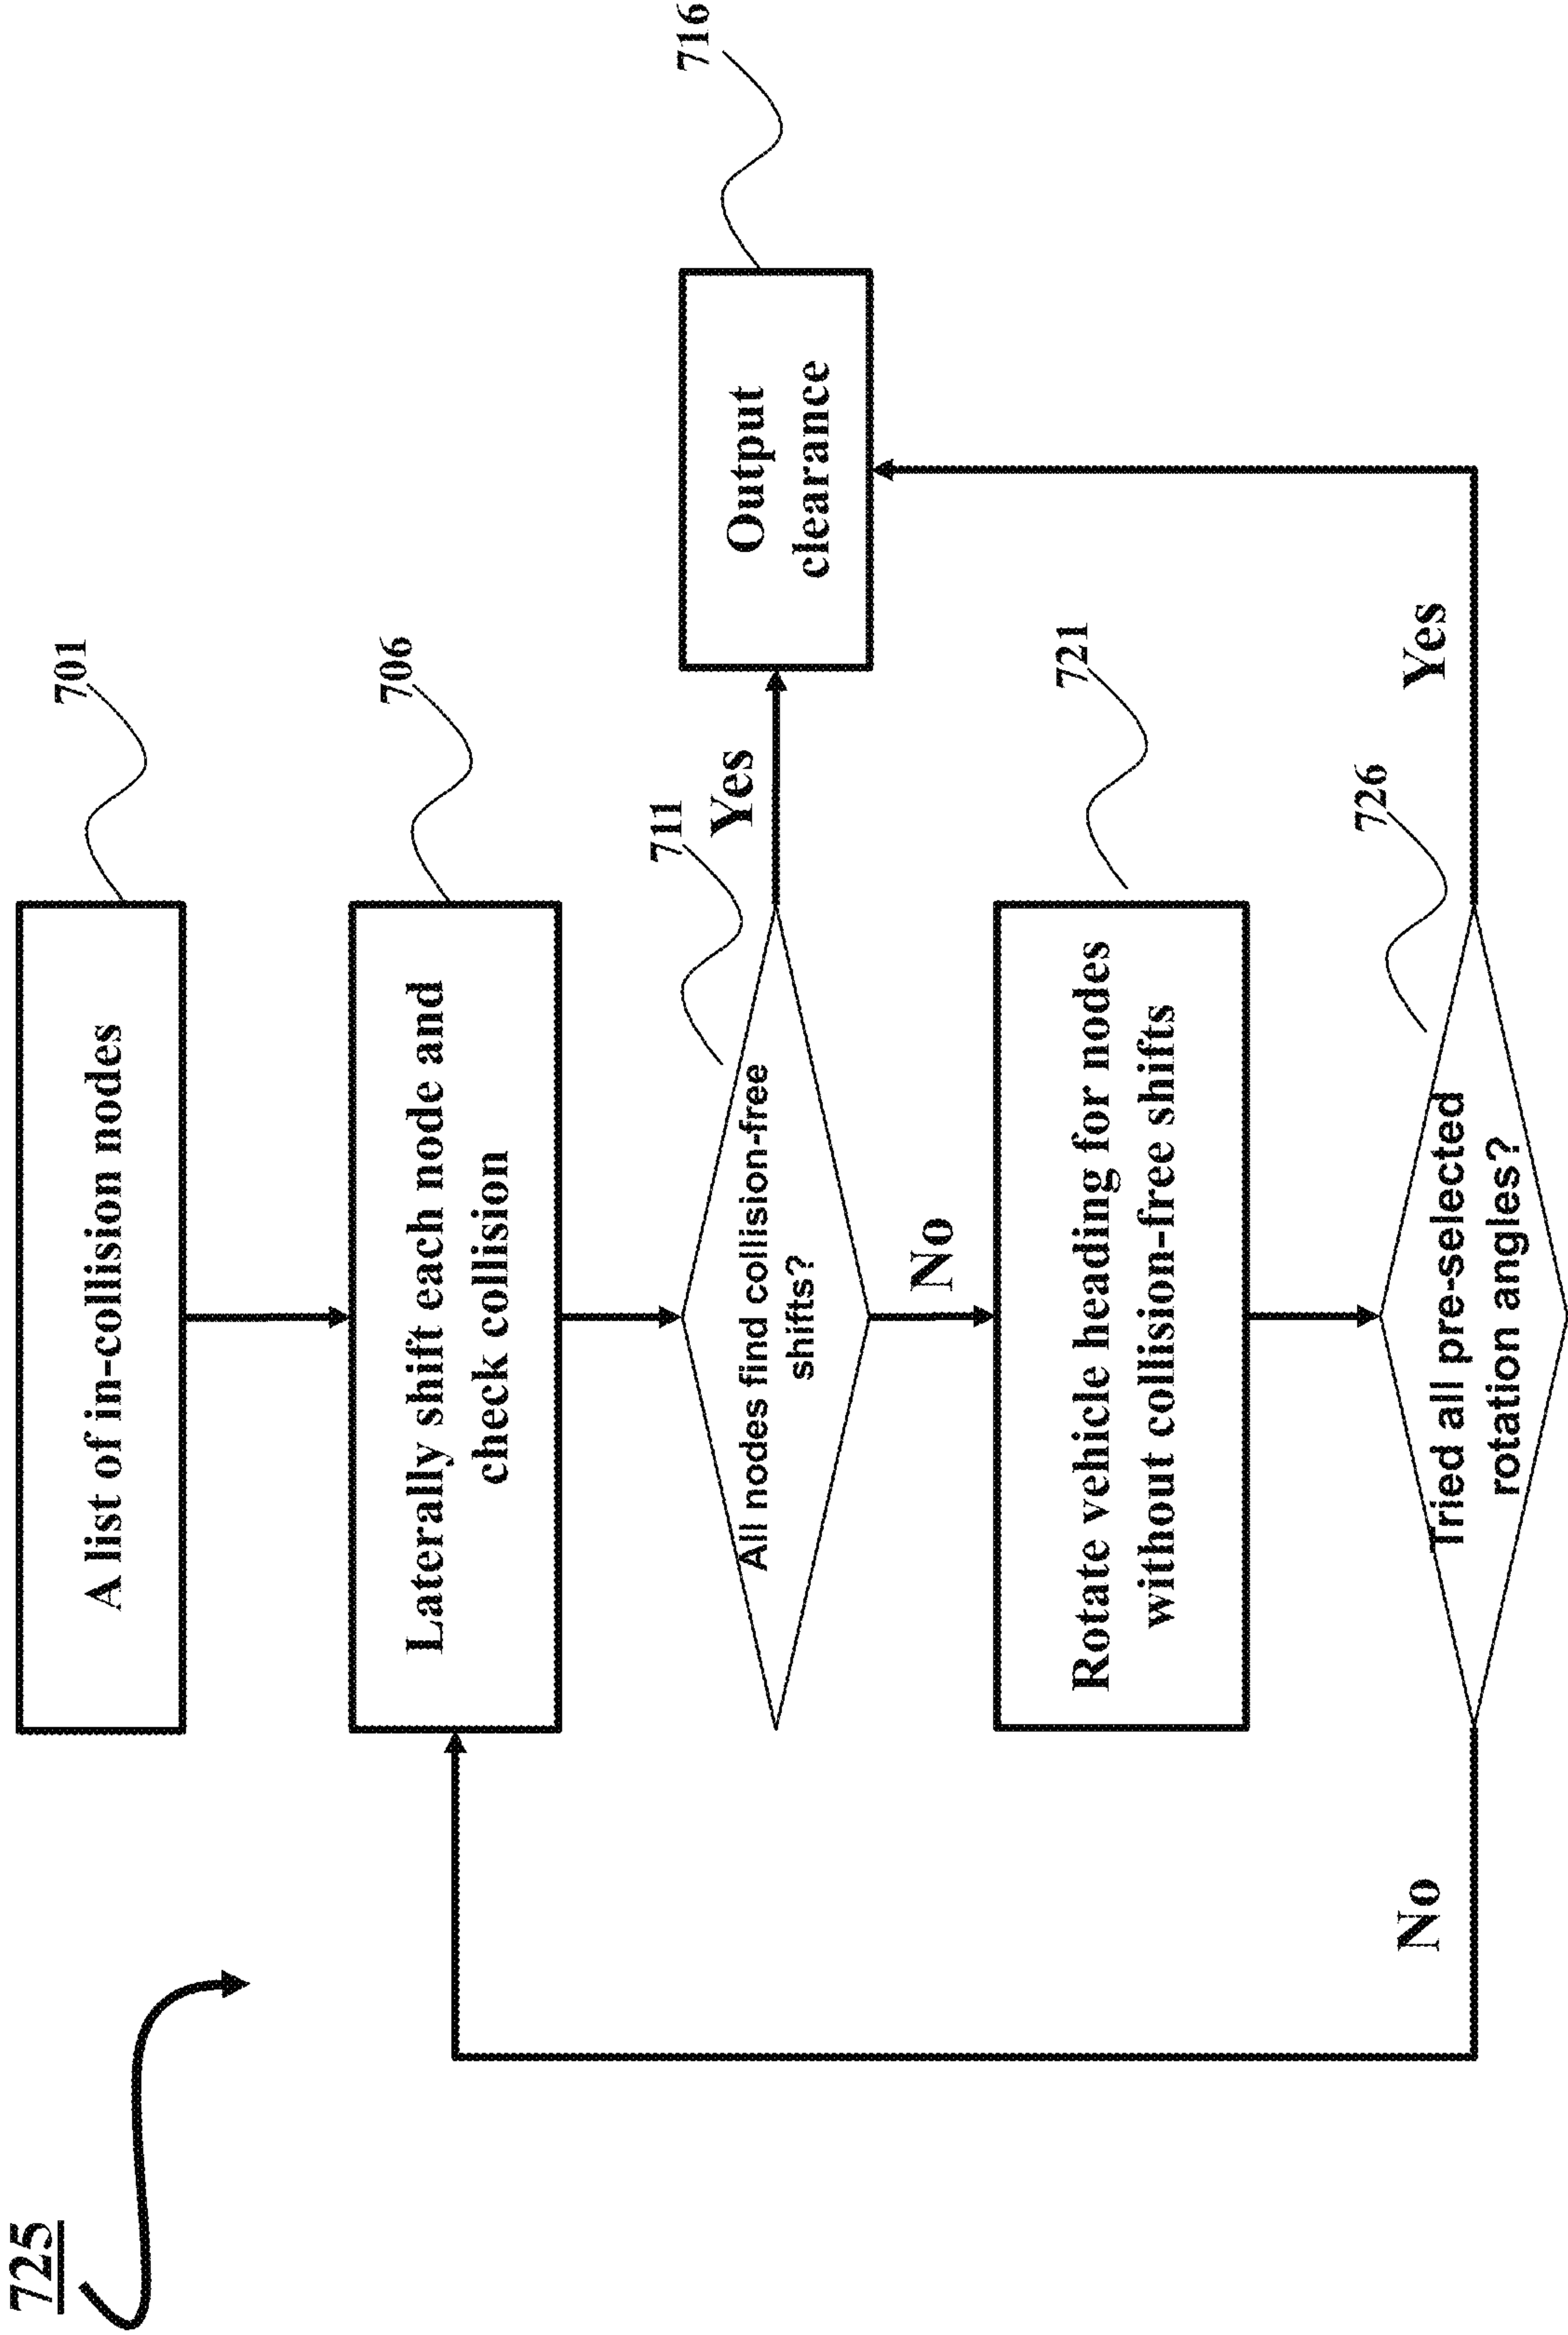 725
701
A list of in-collision nodes
706
Laterally shift each node and
check collision
711
All nodes find collision-free
shifts?
Yes
716
Output
clearance
No
721
Rotate vehicle heading for nodes
without collision-free shifts
726
Tried all pre-selected
rotation angles?
No
Yes